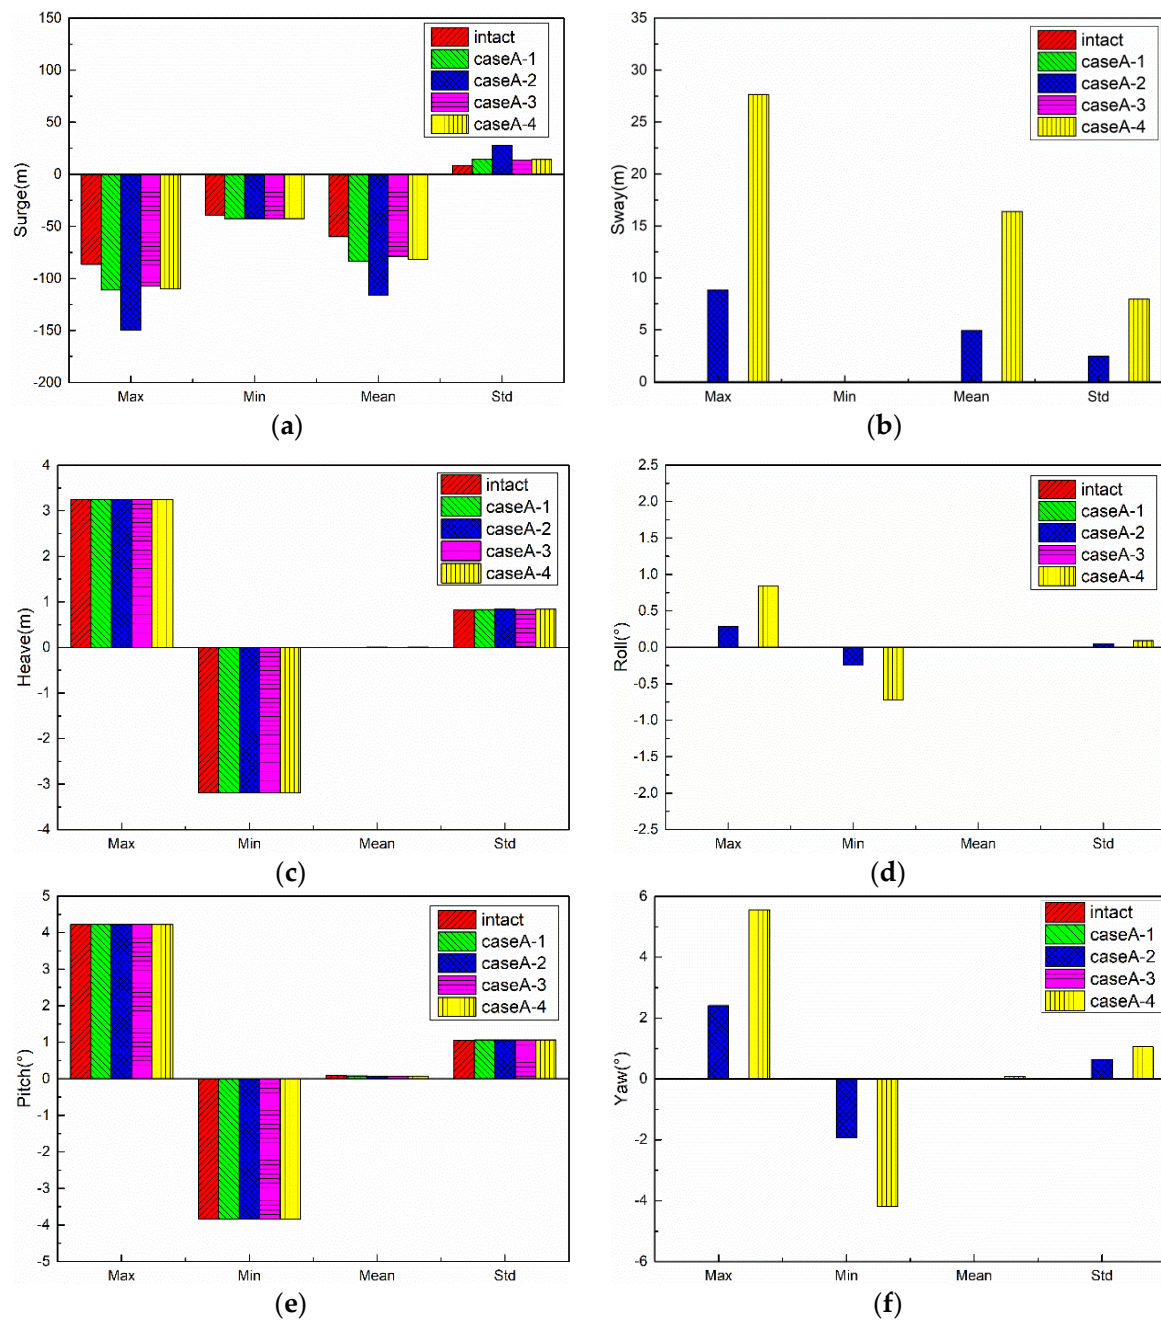 150
100
50
0
-50
-100
-150
-200
Surge(m)
intact
caseA-1
caseA-2
caseA-3
caseA-4
Max Min Mean Std
(a)
35
30
25
20
15
10
5
0
Sway(m)
intact
caseA-1
caseA-2
caseA-3
caseA-4
Max Min Mean Std
(b)
4
3
2
1
0
-1
-2
-3
-4
Heave(m)
intact
caseA-1
caseA-2
caseA-3
caseA-4
Max Min Mean Std
(c)
2.5
2.0
1.5
1.0
0.5
0.0
-0.5
-1.0
-1.5
-2.0
-2.5
Roll(°)
intact
caseA-1
caseA-2
caseA-3
caseA-4
Max Min Mean Std
(d)
5
4
3
2
1
0
-1
-2
-3
-4
-5
Pitch(°)
intact
caseA-1
caseA-2
caseA-3
caseA-4
Max Min Mean Std
(e)
6
4
2
0
-2
-4
-6
Yaw(°)
intact
caseA-1
caseA-2
caseA-3
caseA-4
Max Min Mean Std
(f)